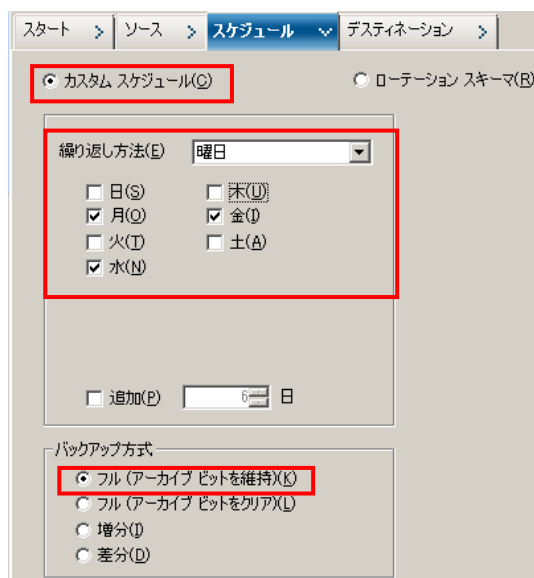 スタート > ソース > スケジュール デスティネーション >
カスタム スケジュール(C) ローテーション スキーマ(R)
繰り返し方法(E) 曜日
日(S) 木(U)
月(O) 金(I)
火(T) 土(A)
水(N)
追加(P) 6 日
バックアップ方式
フル (アーカイブ ビットを維持)(K)
フル (アーカイブ ビットをクリア)(L)
増分(I)
差分(D)